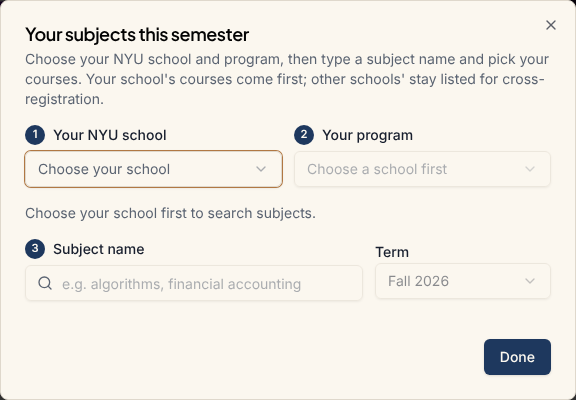 Your subjects this semester
Choose your NYU school and program, then type a subject name and pick your
courses. Your school's courses come first; other schools' stay listed for cross-
registration.
1 Your NYU school
2 Your program
Choose your school
Choose a school first
Choose your school first to search subjects.
3 Subject name
Term
e.g. algorithms, financial accounting
Fall 2026
Done